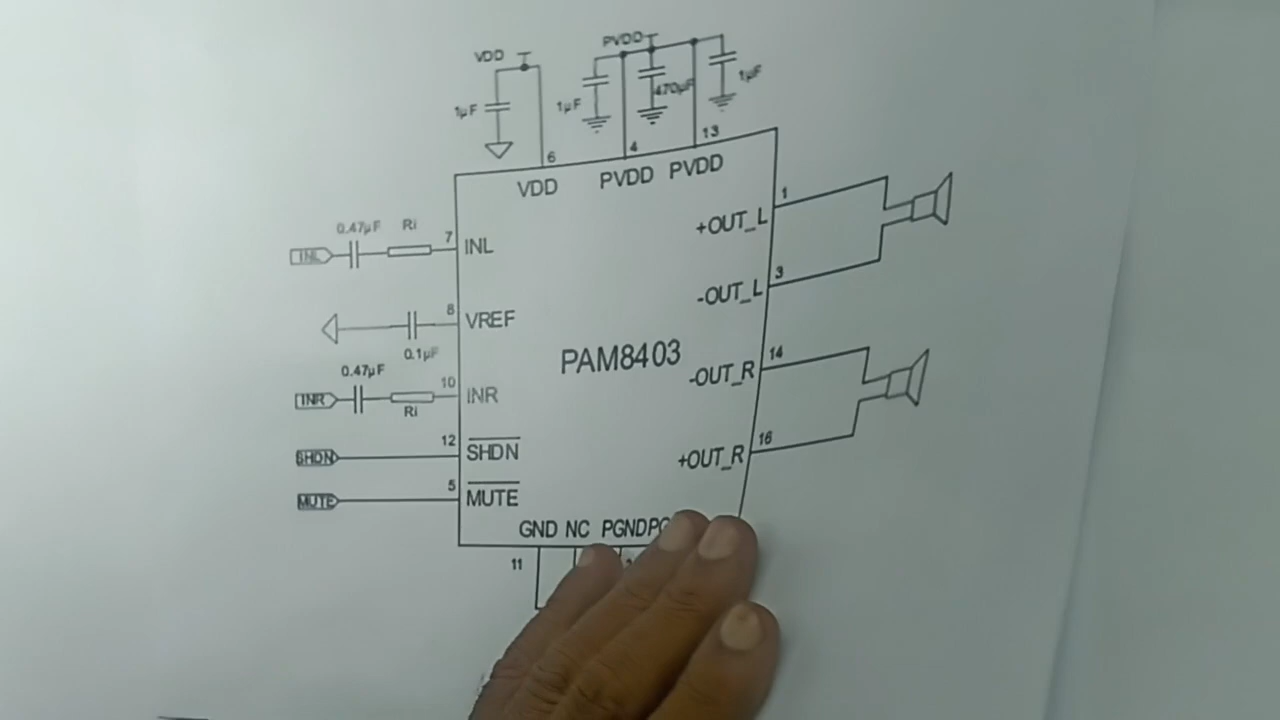 VDD
PVDD
1µF
1µF
470µF
1µF
6
4
13
VDD
PVDD
PVDD
0.47µF
Ri
INL
7
INL
+OUT_L
1
-OUT_L
3
8
VREF
0.1µF
PAM8403
-OUT_R
14
0.47µF
INR
Ri
10
INR
+OUT_R
16
SHDN
12
SHDN
MUTE
5
MUTE
GND NC PGND
11